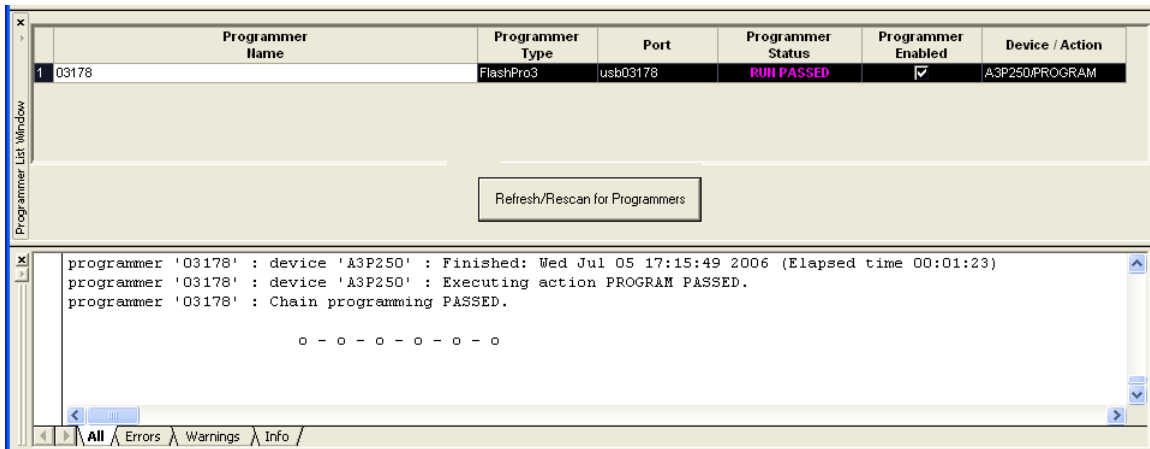 Programmer Name Programmer Type Port Programmer Status Programmer Enabled Device / Action
1 03178 FlashPro3 usb03178 RUN PASSED A3P250/PROGRAM
Programmer List Window
Refresh/Rescan for Programmers
programmer '03178' : device 'A3P250' : Finished: Wed Jul 05 17:15:49 2006 (Elapsed time 00:01:23)
programmer '03178' : device 'A3P250' : Executing action PROGRAM PASSED.
programmer '03178' : Chain programming PASSED.
o - o - o - o - o - o
All Errors Warnings Info